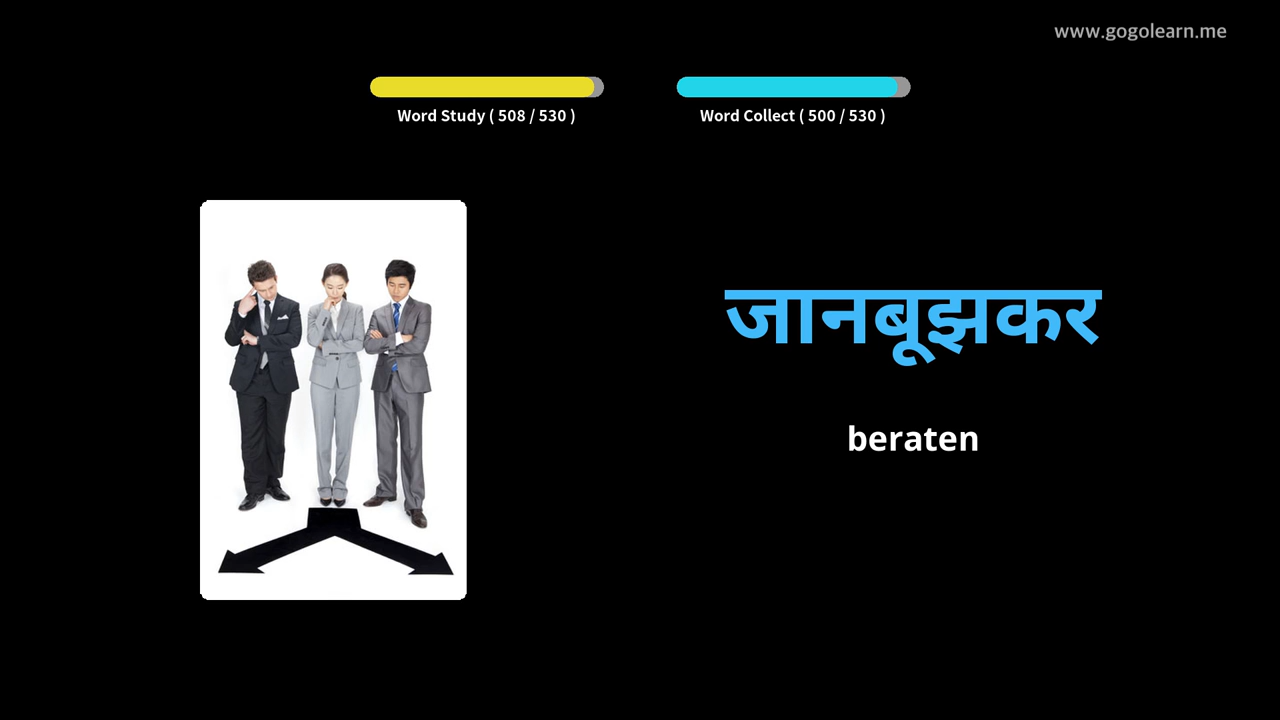 www.gogolearn.me
Word Study ( 508 / 530 )
Word Collect ( 500 / 530 )
जानबूझकर
beraten